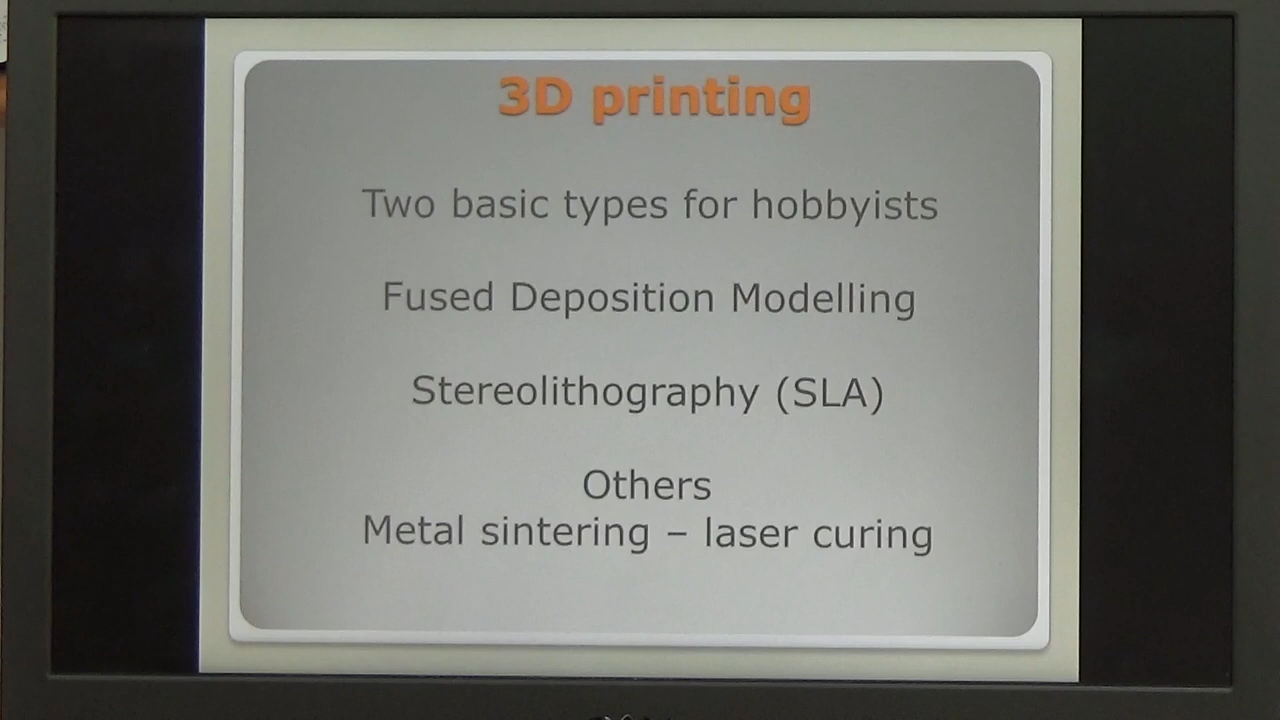 3D printing
Two basic types for hobbyists
Fused Deposition Modelling
Stereolithography (SLA)
Others
Metal sintering – laser curing